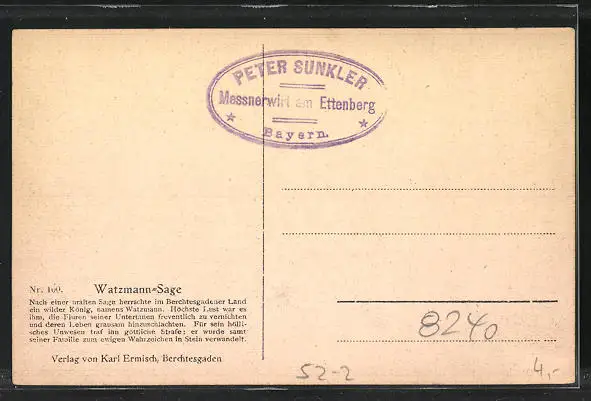 PETER SUNKLER
Messnerwirt am Ettenberg
Bayern.
Nr. 160. Watzmann-Sage
Nach einer uralten Sage herrschte im Berchtesgadener Land
ein wilder König, namens Watzmann. Höchste Lust war es
ihm, die Fluren seiner Untertanen freventlich zu vernichten
und deren Leben grausam hinzuschlachten. Für sein hölli-
sches Unwesen traf ihn göttliche Strafe; er wurde samt
seiner Familie zum ewigen Wahrzeichen in Stein verwandelt.
Verlag von Karl Ermisch, Berchtesgaden
8240
52-2
4,-